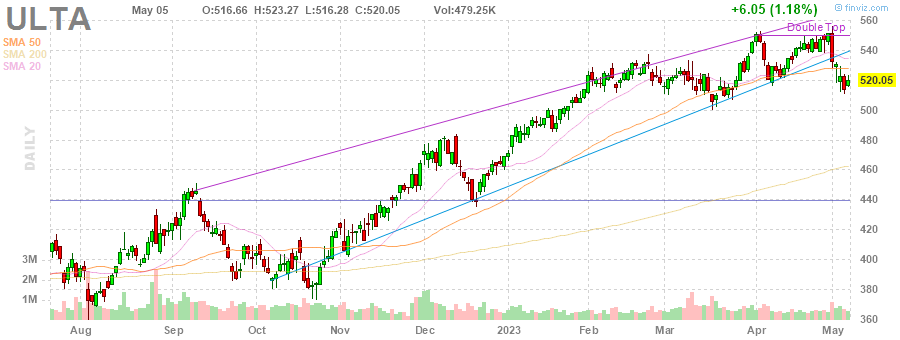 ULTA
May 05 O:516.66 H:523.27 L:516.28 C:520.05 Vol:479.25K +6.05 (1.18%)
© finviz.com
SMA 50
SMA 200
SMA 20
Double Top
DAILY
560
540
520.05
500
480
460
440
420
400
380
360
3M
2M
1M
Aug Sep Oct Nov Dec 2023 Feb Mar Apr May